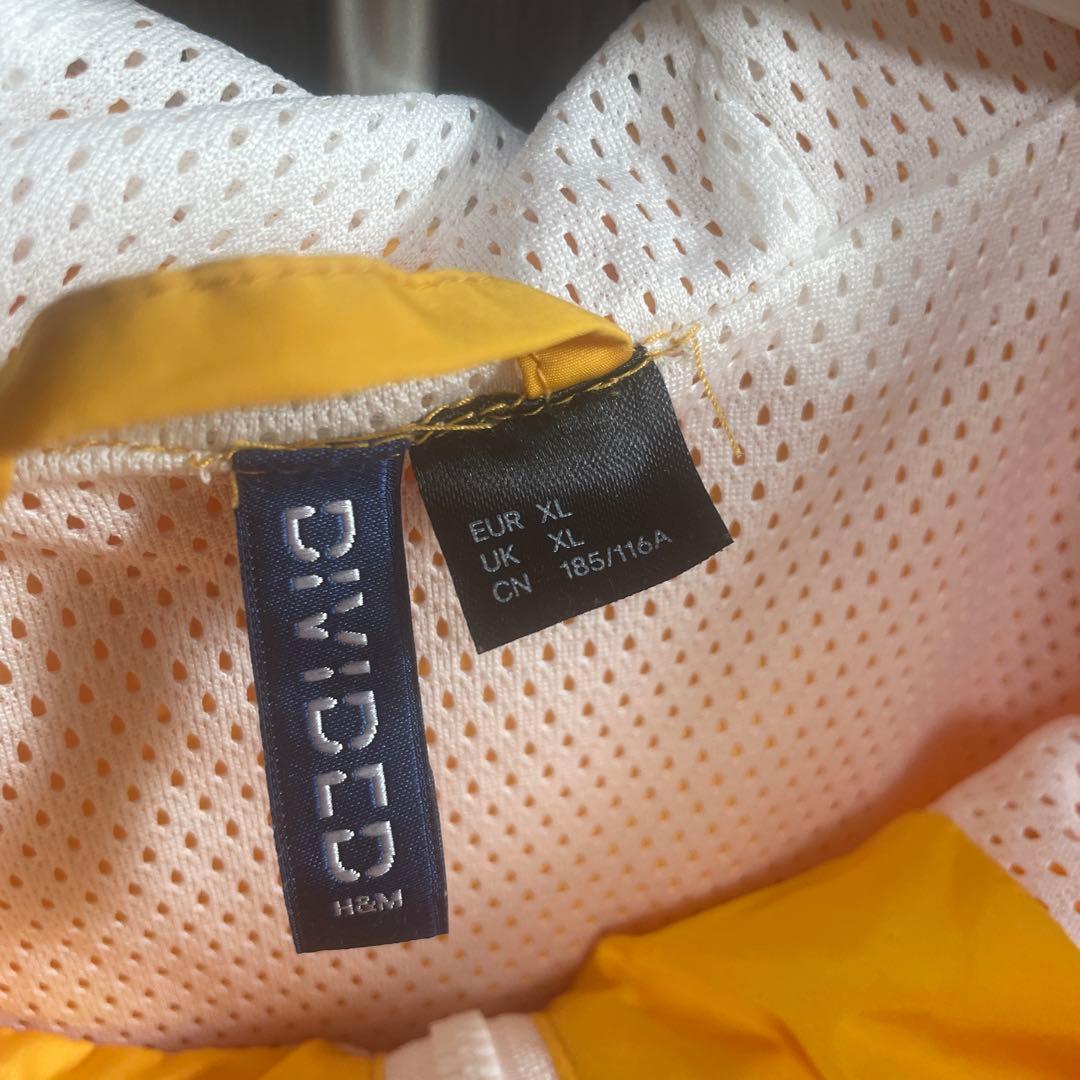 DIVIDED
H&M
EUR XL
UK XL
CN 185/116A